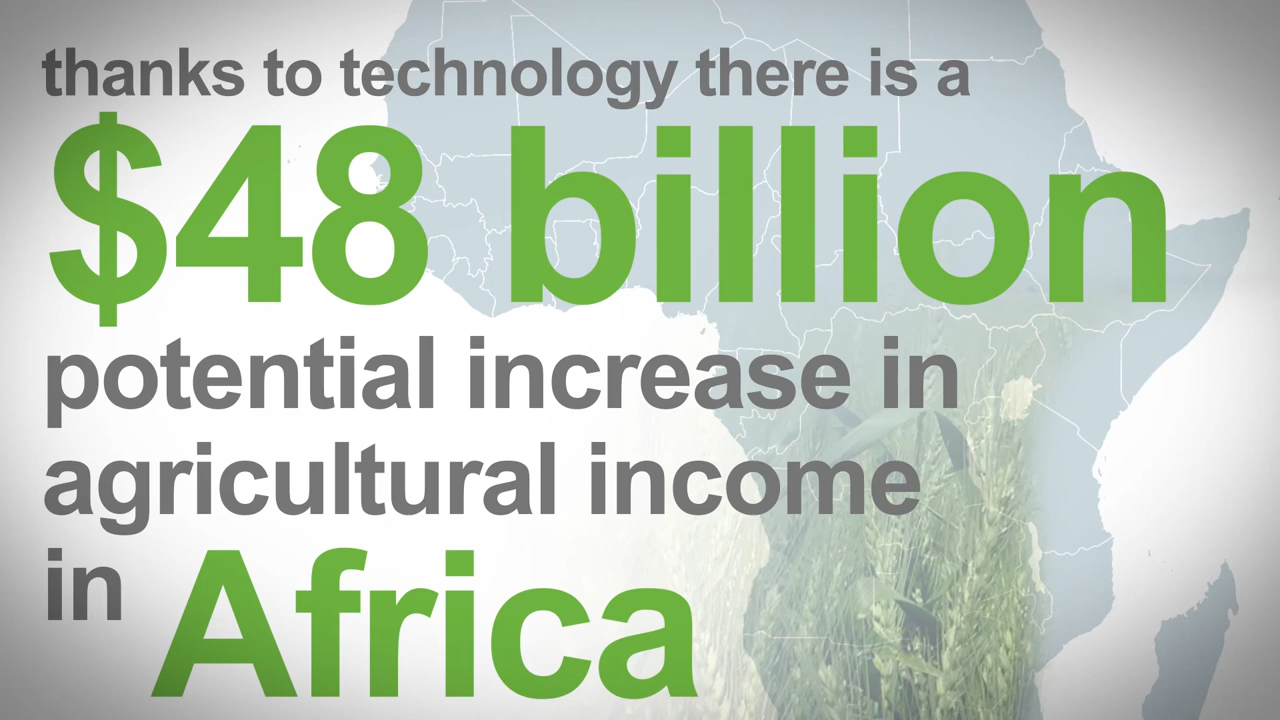 thanks to technology there is a
$48 billion
potential increase in
agricultural income
in Africa